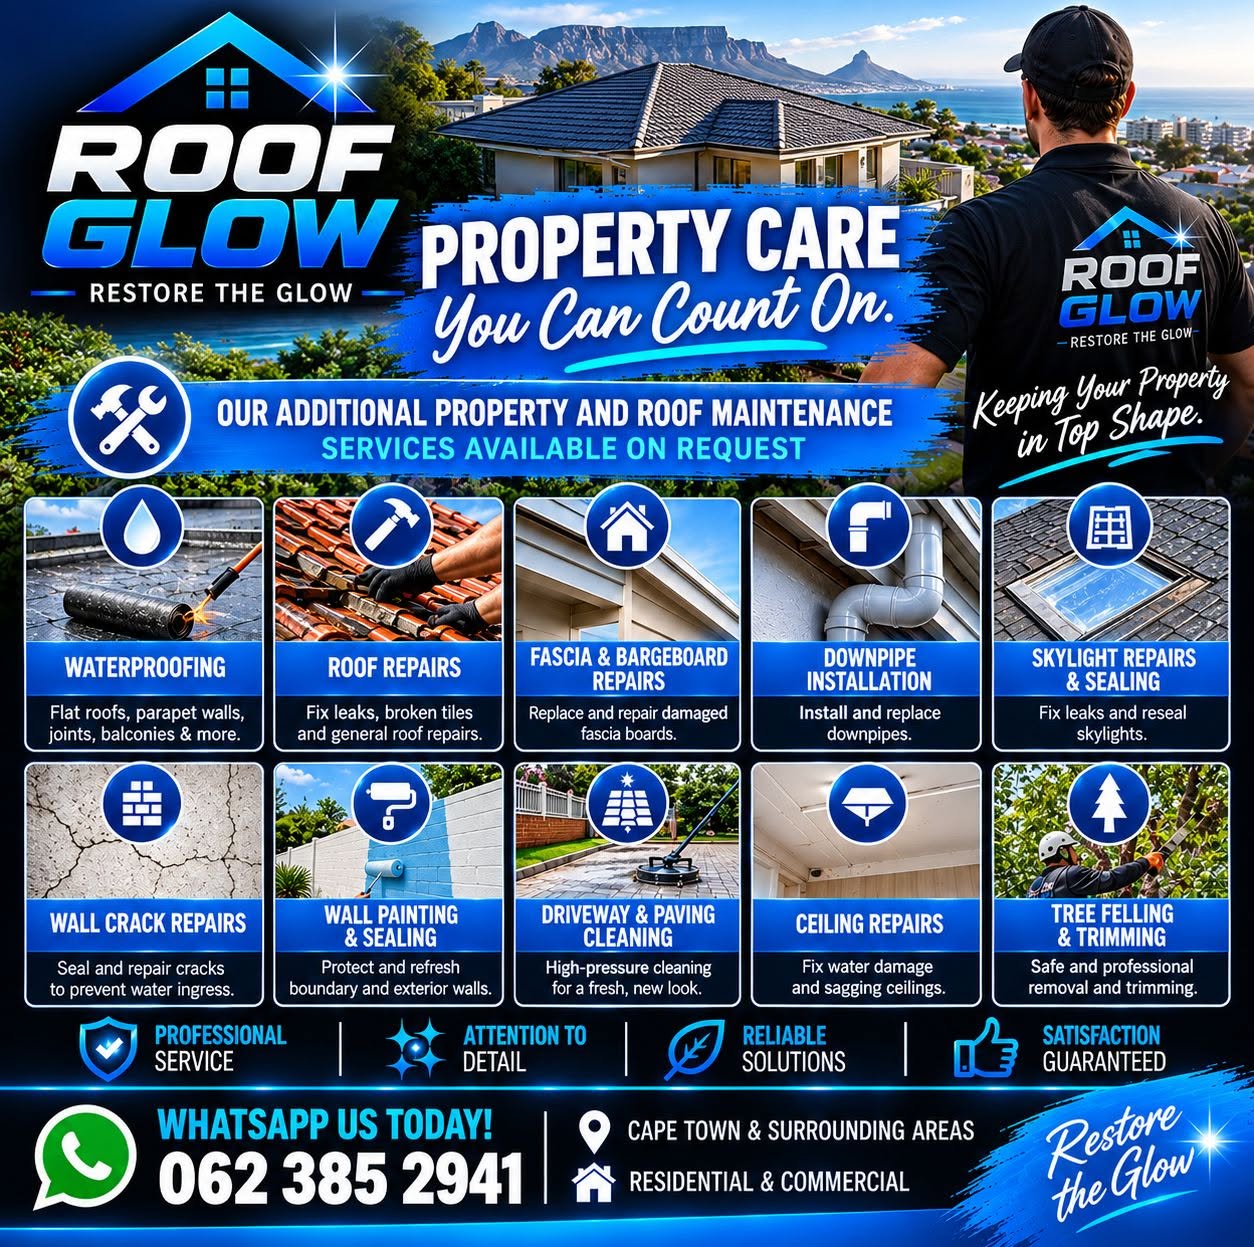 ROOF
GLOW
RESTORE THE GLOW
PROPERTY CARE
You Can Count On.
ROOF
GLOW
RESTORE THE GLOW
Keeping Your Property
in Top Shape.
OUR ADDITIONAL PROPERTY AND ROOF MAINTENANCE
SERVICES AVAILABLE ON REQUEST
WATERPROOFING
Flat roofs, parapet walls,
joints, balconies & more.
ROOF REPAIRS
Fix leaks, broken tiles
and general roof repairs.
FASCIA & BARGEBOARD
REPAIRS
Replace and repair damaged
fascia boards.
DOWNPIPE
INSTALLATION
Install and replace
downpipes.
SKYLIGHT REPAIRS
& SEALING
Fix leaks and reseal
skylights.
WALL CRACK REPAIRS
Seal and repair cracks
to prevent water ingress.
WALL PAINTING
& SEALING
Protect and refresh
boundary and exterior walls.
DRIVEWAY & PAVING
CLEANING
High-pressure cleaning
for a fresh, new look.
CEILING REPAIRS
Fix water damage
and sagging ceilings.
TREE FELLING
& TRIMMING
Safe and professional
removal and trimming.
PROFESSIONAL
SERVICE
ATTENTION TO
DETAIL
RELIABLE
SOLUTIONS
SATISFACTION
GUARANTEED
WHATSAPP US TODAY!
062 385 2941
CAPE TOWN & SURROUNDING AREAS
RESIDENTIAL & COMMERCIAL
Restore
the Glow